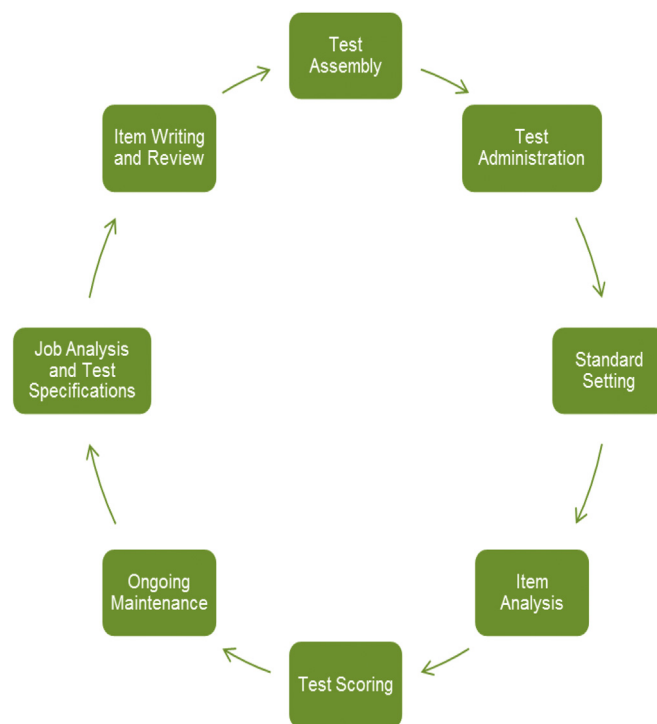 Test
Assembly
Test
Administration
Standard
Setting
Item
Analysis
Test Scoring
Ongoing
Maintenance
Job Analysis
and Test
Specifications
Item Writing
and Review